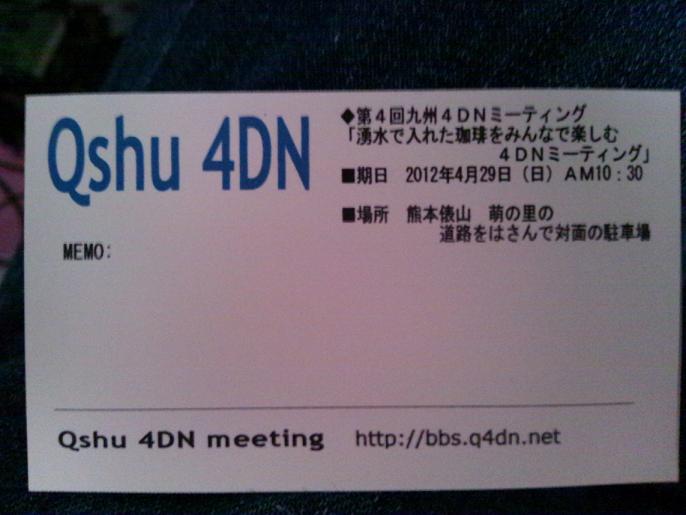 Qshu 4DN
◆第４回九州４ＤＮミーティング
「湧水で入れた珈琲をみんなで楽しむ
４ＤＮミーティング」
■期日　2012年4月29日（日）ＡＭ10：30
■場所　熊本俵山　萌の里の
道路をはさんで対面の駐車場
MEMO:
Qshu 4DN meeting　http://bbs.q4dn.net